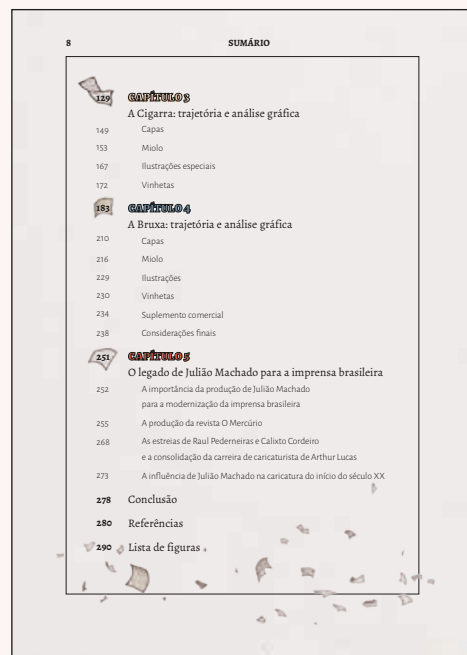 8 SUMÁRIO
129 CAPÍTULO 3
A Cigarra: trajetória e análise gráfica
149 Capas
153 Miolo
167 Ilustrações especiais
172 Vinhetas
183 CAPÍTULO 4
A Bruxa: trajetória e análise gráfica
210 Capas
216 Miolo
229 Ilustrações
230 Vinhetas
234 Suplemento comercial
238 Considerações finais
251 CAPÍTULO 5
O legado de Julião Machado para a imprensa brasileira
252 A importância da produção de Julião Machado
para a modernização da imprensa brasileira
255 A produção da revista O Mercúrio
268 As estreias de Raul Pederneiras e Calixto Cordeiro
e a consolidação da carreira de caricaturista de Arthur Lucas
273 A influência de Julião Machado na caricatura do início do século XX
278 Conclusão
280 Referências
290 Lista de figuras